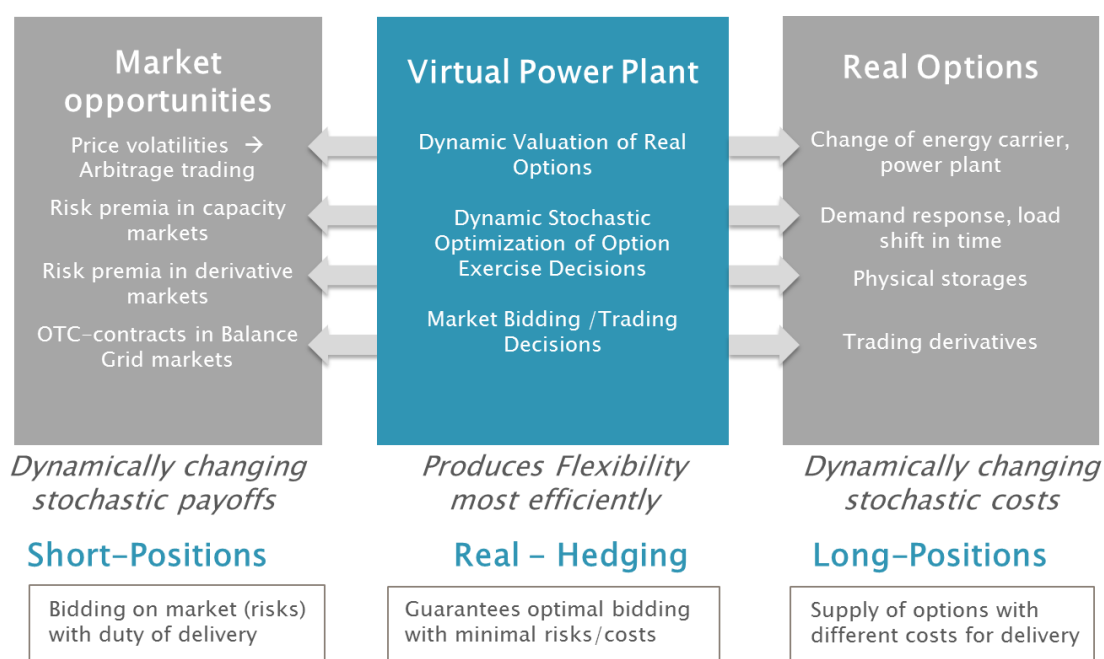 Market
opportunities
Price volatilities →
Arbitrage trading
Risk premia in capacity
markets
Risk premia in derivative
markets
OTC-contracts in Balance
Grid markets
Virtual Power Plant
Dynamic Valuation of Real
Options
Dynamic Stochastic
Optimization of Option
Exercise Decisions
Market Bidding /Trading
Decisions
Real Options
Change of energy carrier,
power plant
Demand response, load
shift in time
Physical storages
Trading derivatives
Dynamically changing
stochastic payoffs
Produces Flexibility
most efficiently
Dynamically changing
stochastic costs
Short-Positions
Real - Hedging
Long-Positions
Bidding on market (risks)
with duty of delivery
Guarantees optimal bidding
with minimal risks/costs
Supply of options with
different costs for delivery